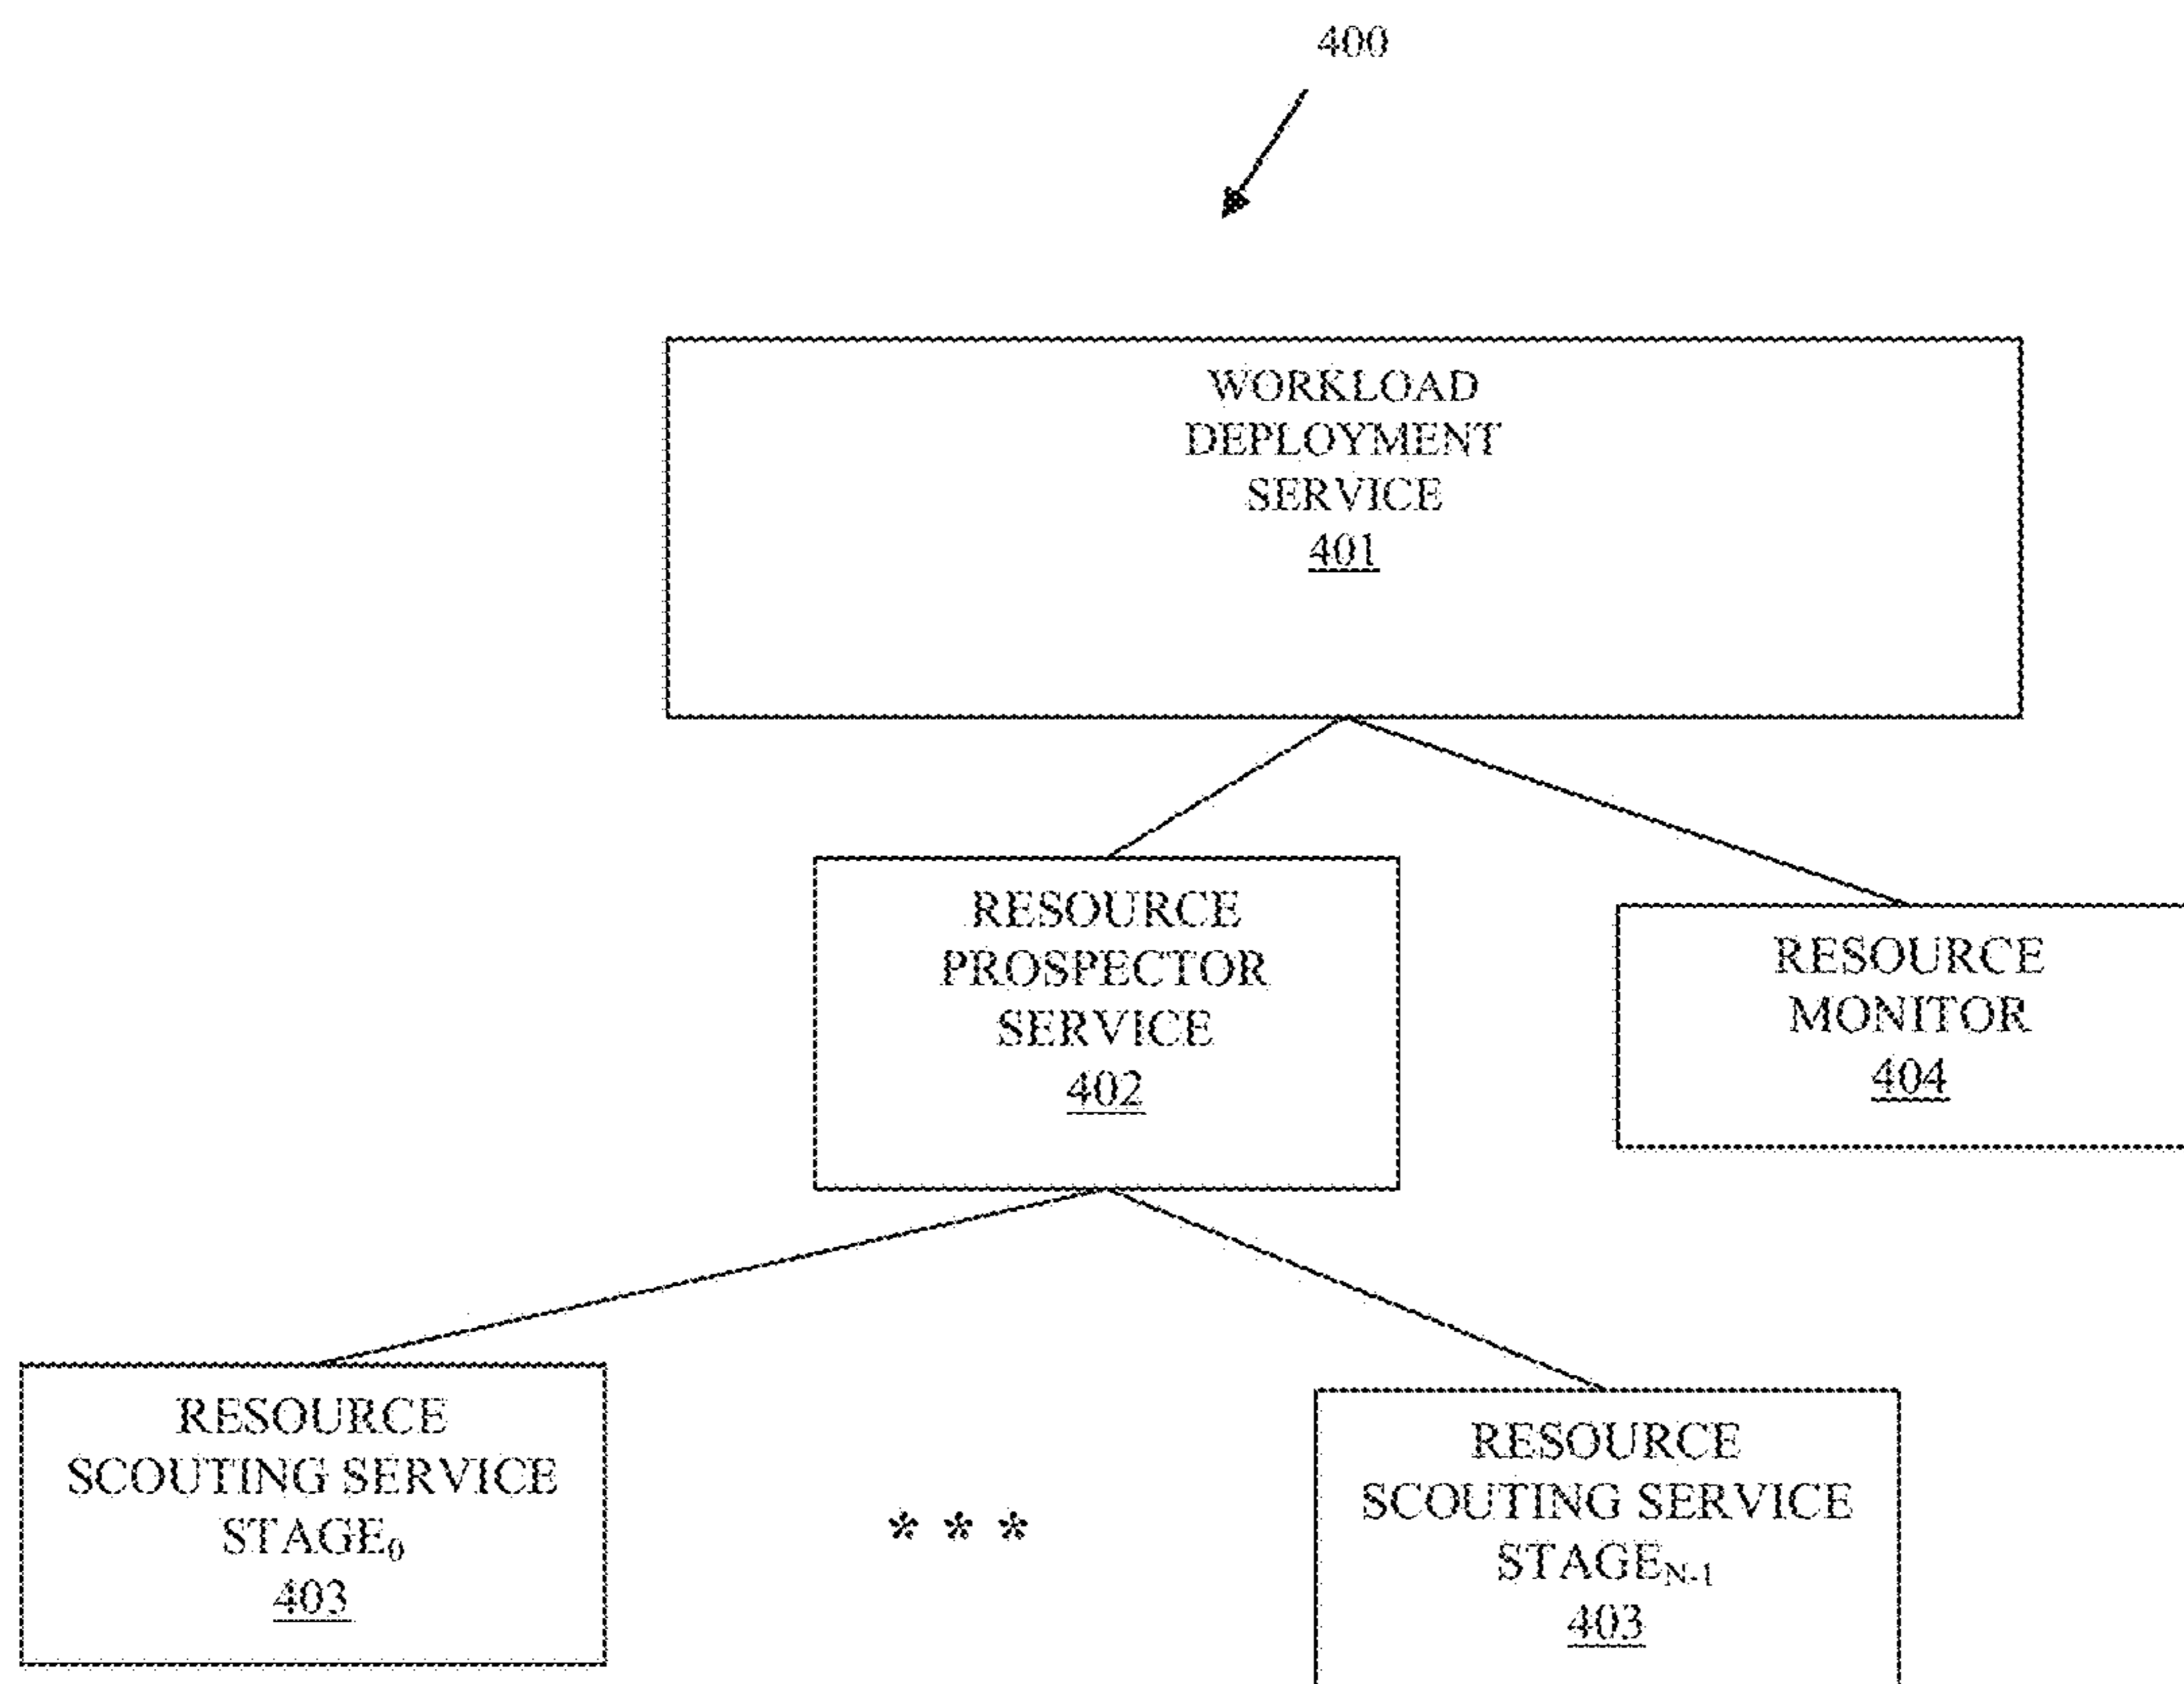 400
WORKLOAD
DEPLOYMENT
SERVICE
401
RESOURCE
PROSPECTOR
SERVICE
402
RESOURCE
MONITOR
404
RESOURCE
SCOUTING SERVICE
STAGE₀
403
* * *
RESOURCE
SCOUTING SERVICE
STAGE_N-1
403